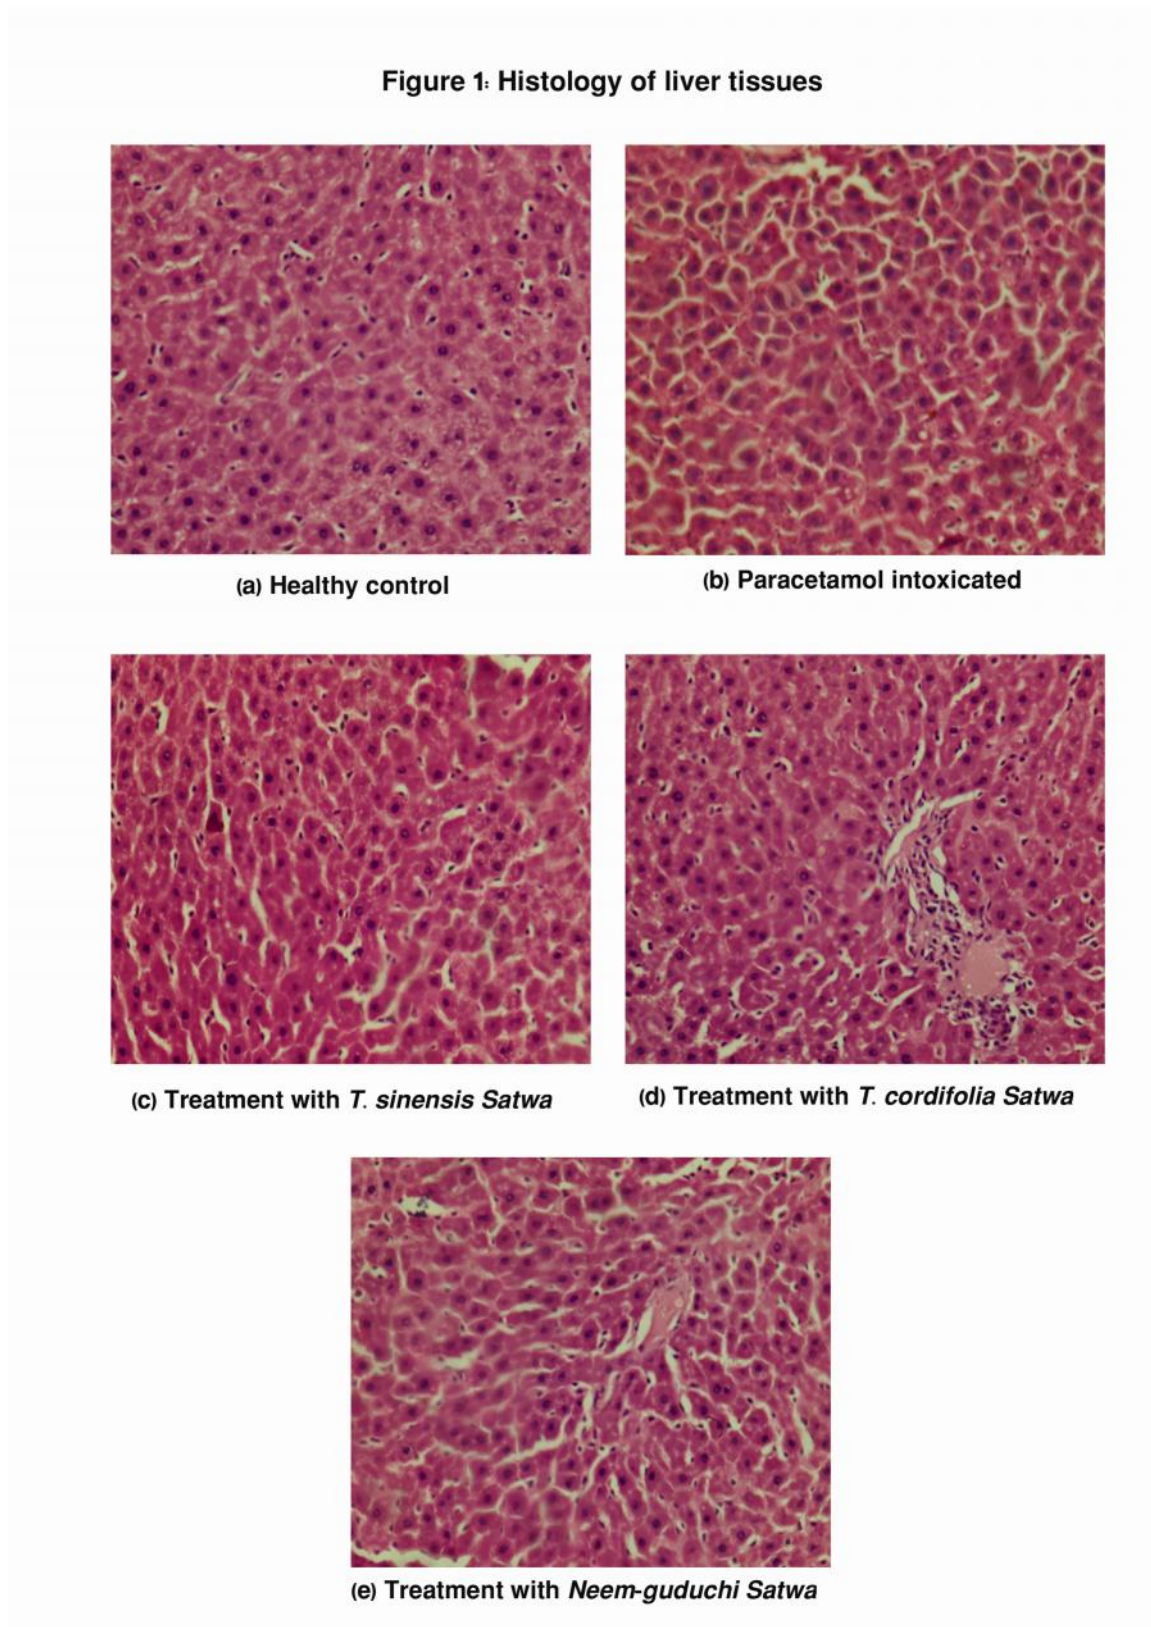 Figure 1: Histology of liver tissues
(a) Healthy control
(b) Paracetamol intoxicated
(c) Treatment with T. sinensis Satwa
(d) Treatment with T. cordifolia Satwa
(e) Treatment with Neem-guduchi Satwa